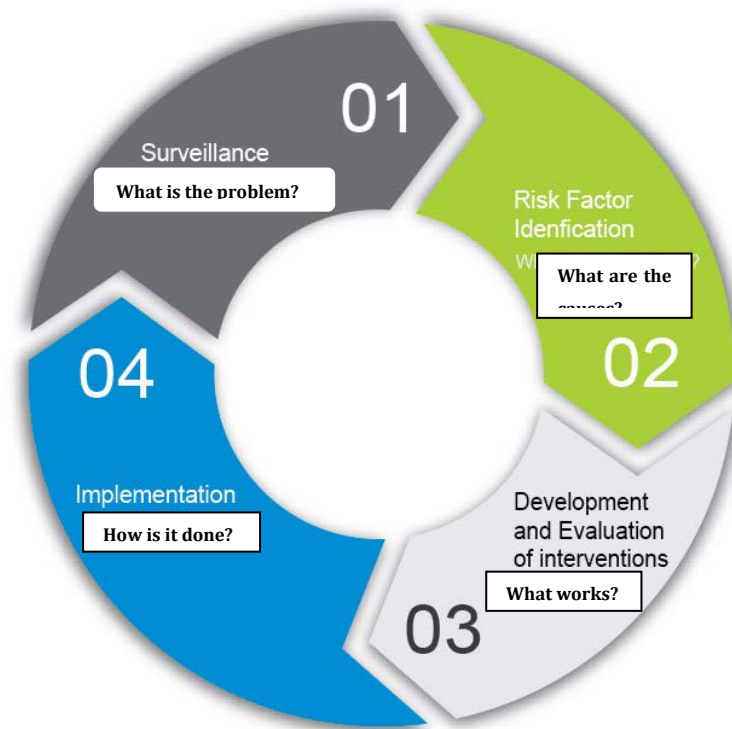 01
Surveillance
What is the problem?
Risk Factor
Idenfication
What are the
causes?
02
Development
and Evaluation
of interventions
What works?
03
04
Implementation
How is it done?